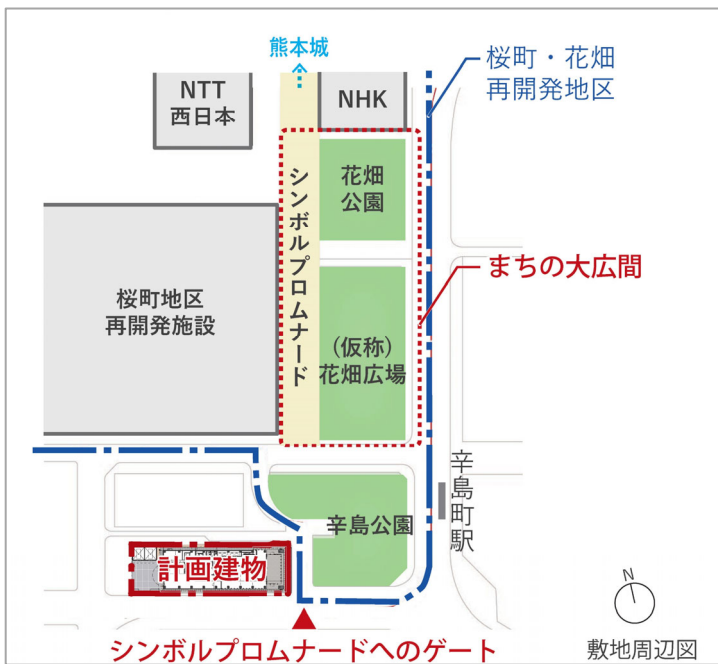 熊本城
NTT
西日本
NHK
桜町・花畑
再開発地区
シンボルプロムナード
花畑
公園
まちの大広間
桜町地区
再開発施設
（仮称）
花畑広場
辛島町駅
辛島公園
計画建物
シンボルプロムナードへのゲート
N
敷地周辺図